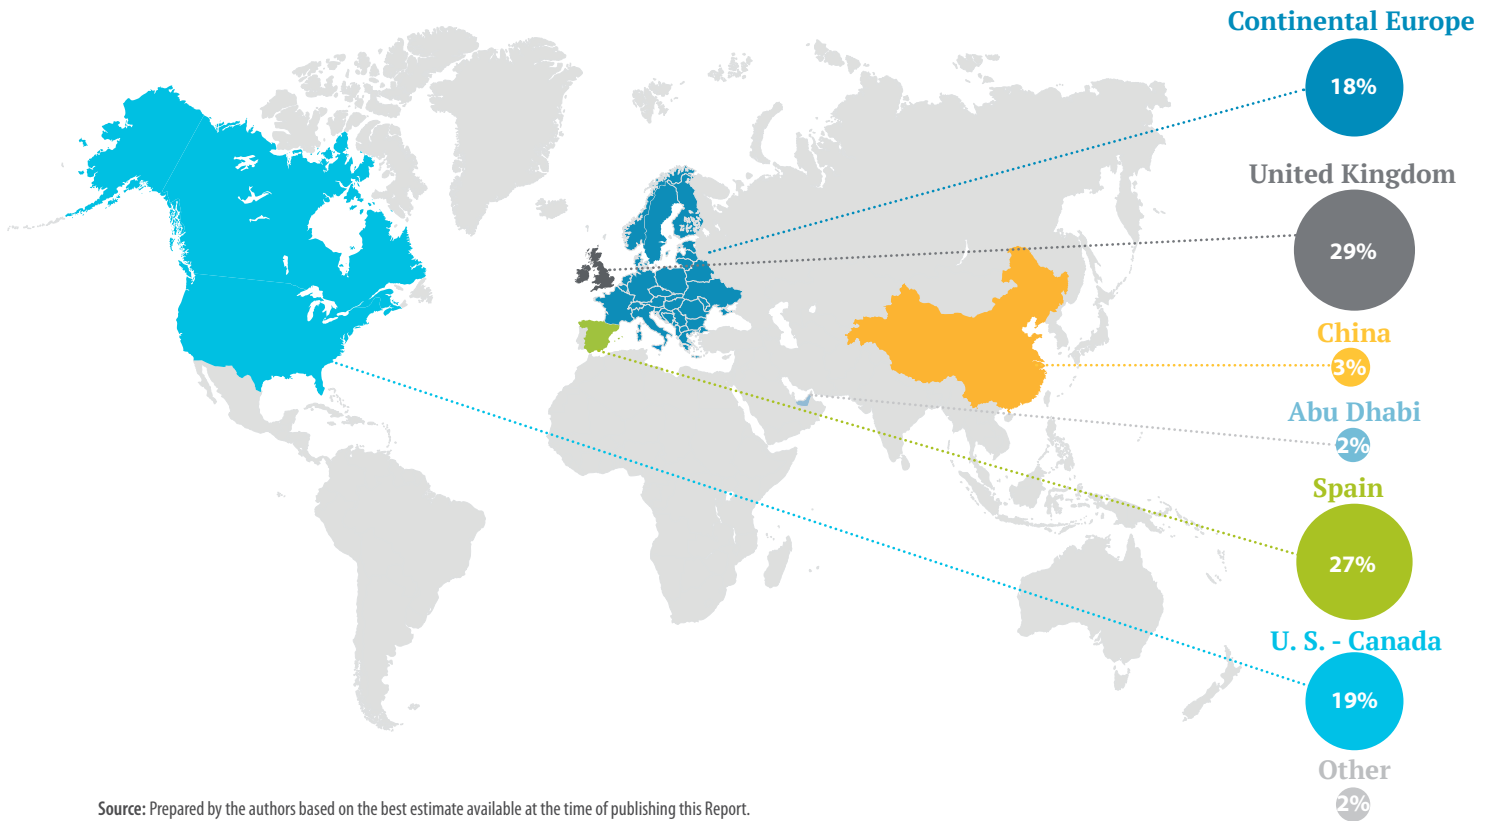 Continental Europe
18%
United Kingdom
29%
China
3%
Abu Dhabi
2%
Spain
27%
U. S. - Canada
19%
Other
2%
Source: Prepared by the authors based on the best estimate available at the time of publishing this Report.